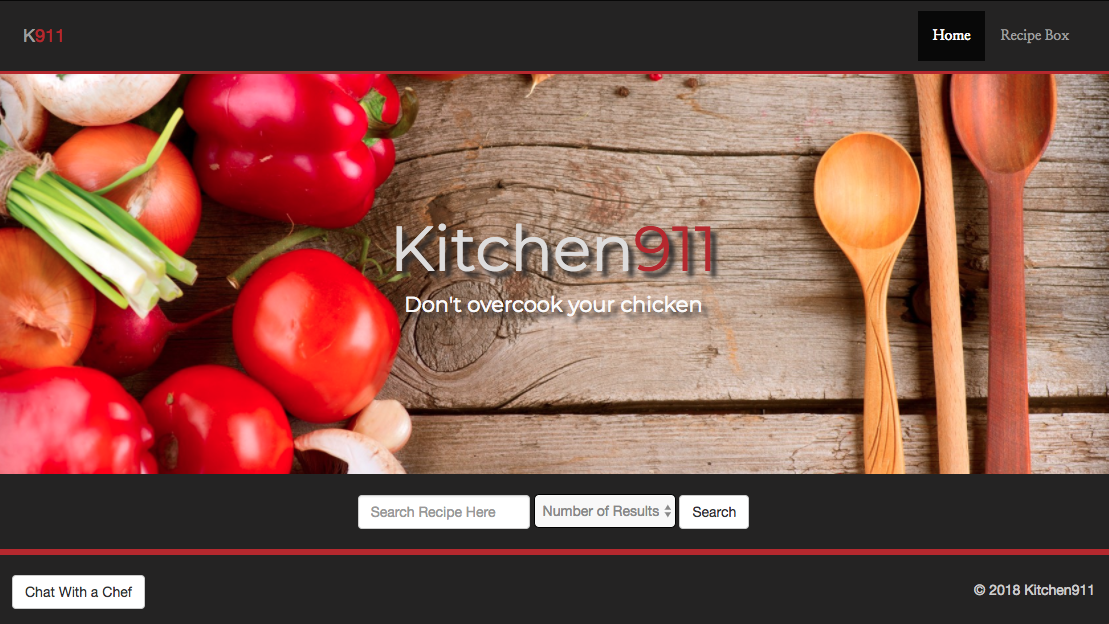 K911
Home
Recipe Box
Kitchen911
Don't overcook your chicken
Search Recipe Here
Number of Results
Search
Chat With a Chef
© 2018 Kitchen911